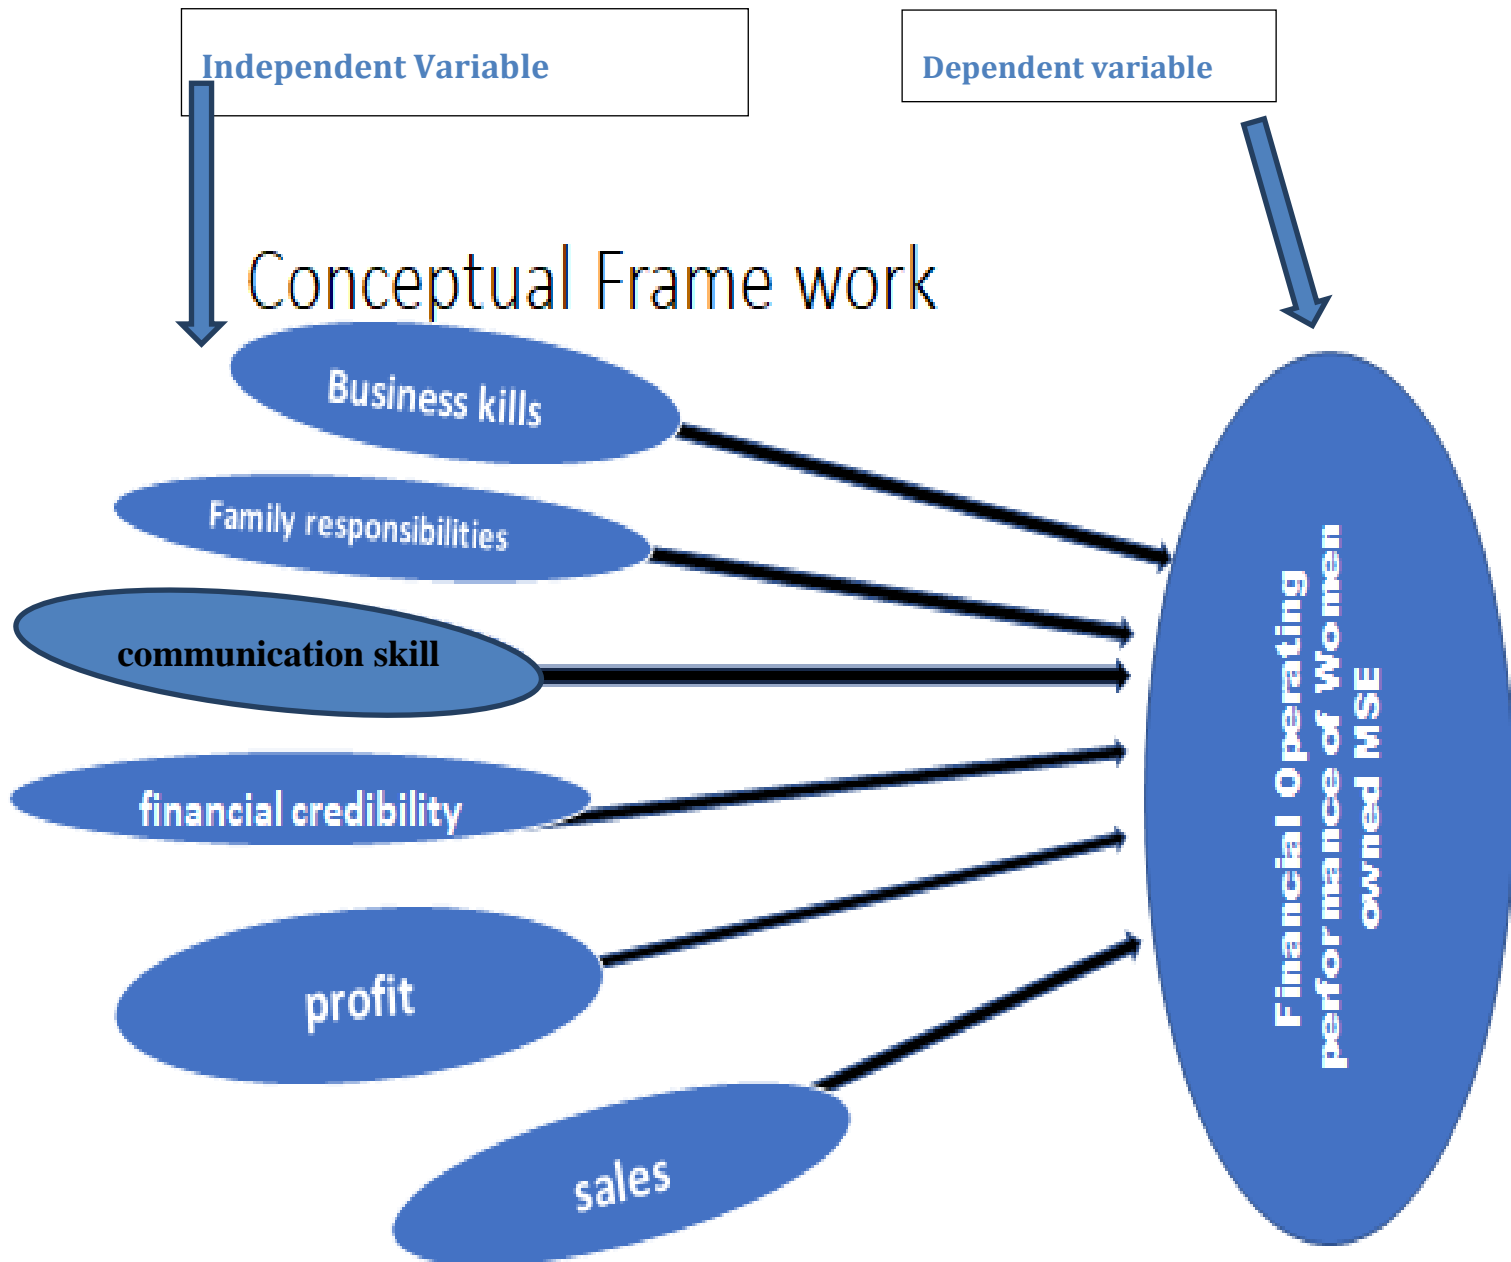 Independent Variable
Dependent variable
Conceptual Frame work
Business kills
Family responsibilities
communication skill
financial credibility
profit
sales
Financial Operating
performance of Women
owned MSE